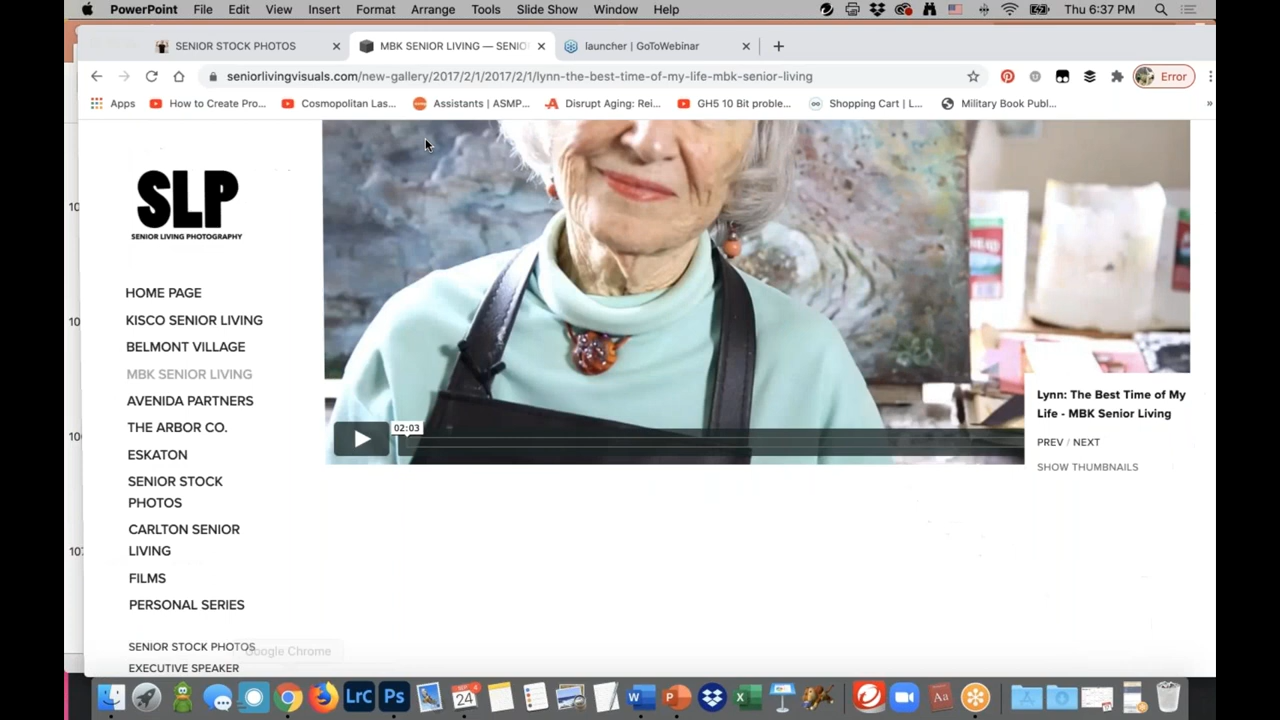 PowerPoint File Edit View Insert Format Arrange Tools Slide Show Window Help Thu 6:37 PM
SENIOR STOCK PHOTOS MBK SENIOR LIVING — SENIO launcher | GoToWebinar
seniorlivingvisuals.com/new-gallery/2017/2/1/2017/2/1/lynn-the-best-time-of-my-life-mbk-senior-living Error
Apps How to Create Pro... Cosmopolitan Las... Assistants | ASMP... Disrupt Aging: Rei... GH5 10 Bit proble... Shopping Cart | L... Military Book Publ... »
SLP
SENIOR LIVING PHOTOGRAPHY
HOME PAGE
KISCO SENIOR LIVING
BELMONT VILLAGE
MBK SENIOR LIVING
AVENIDA PARTNERS
THE ARBOR CO.
ESKATON
SENIOR STOCK
PHOTOS
CARLTON SENIOR
LIVING
FILMS
PERSONAL SERIES
SENIOR STOCK PHOTOS
EXECUTIVE SPEAKER
02:03
Lynn: The Best Time of My
Life - MBK Senior Living
PREV / NEXT
SHOW THUMBNAILS
Google Chrome
LrC Ps SEP 24 W P X Aa